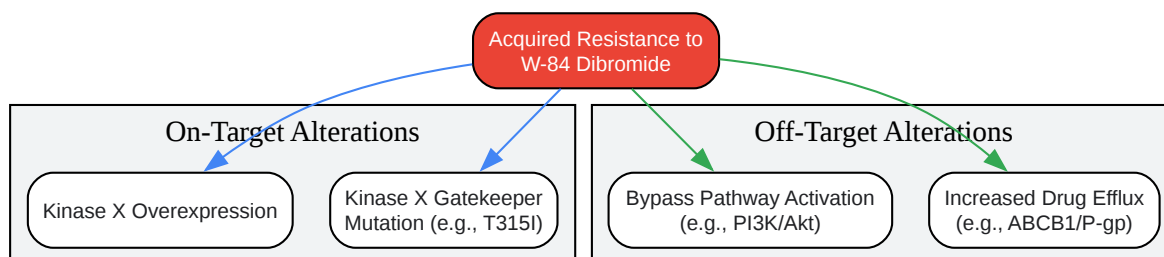 Acquired Resistance to
W-84 Dibromide
On-Target Alterations
Off-Target Alterations
Kinase X Overexpression
Kinase X Gatekeeper
Mutation (e.g., T315I)
Bypass Pathway Activation
(e.g., PI3K/Akt)
Increased Drug Efflux
(e.g., ABCB1/P-gp)